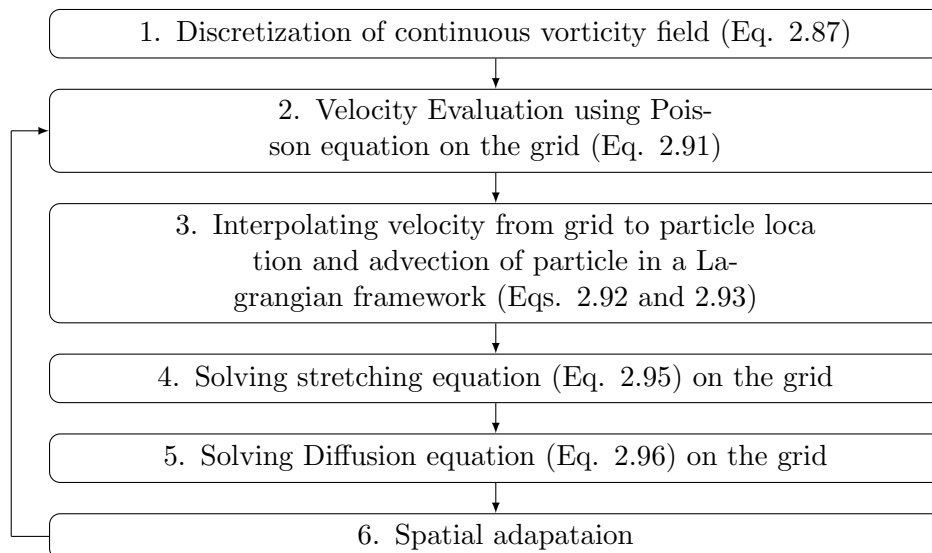 1. Discretization of continuous vorticity field (Eq. 2.87)
2. Velocity Evaluation using Pois-
son equation on the grid (Eq. 2.91)
3. Interpolating velocity from grid to particle loca
tion and advection of particle in a La-
grangian framework (Eqs. 2.92 and 2.93)
4. Solving stretching equation (Eq. 2.95) on the grid
5. Solving Diffusion equation (Eq. 2.96) on the grid
6. Spatial adapataion